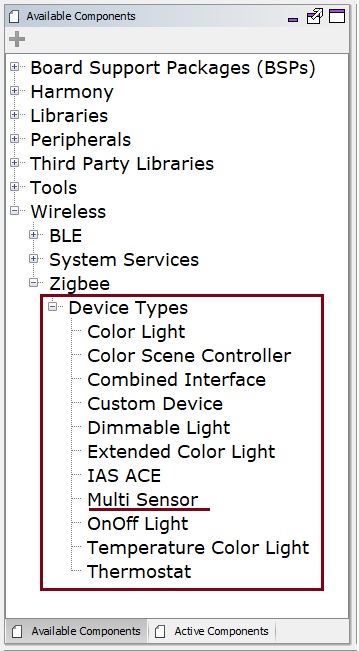 Available Components
Board Support Packages (BSPs)
Harmony
Libraries
Peripherals
Third Party Libraries
Tools
Wireless
BLE
System Services
Zigbee
Device Types
Color Light
Color Scene Controller
Combined Interface
Custom Device
Dimmable Light
Extended Color Light
IAS ACE
Multi Sensor
OnOff Light
Temperature Color Light
Thermostat
Available Components Active Components